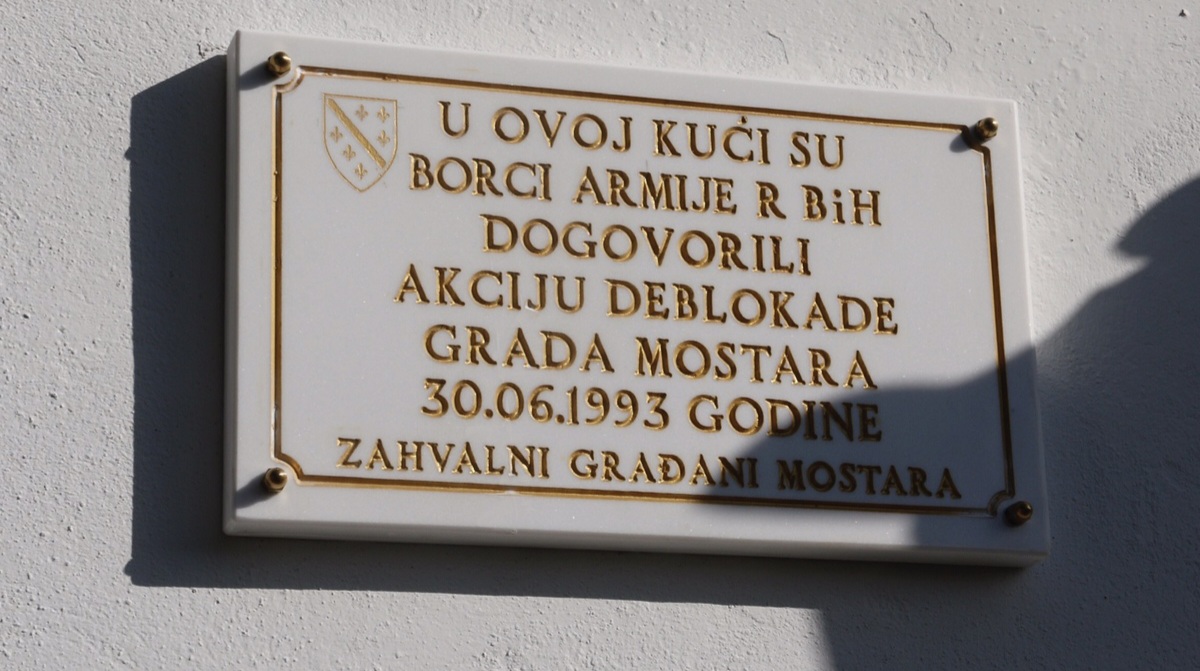 U OVOJ KUĆI SU
BORCI ARMIJE R BiH
DOGOVORILI
AKCIJU DEBLOKADE
GRADA MOSTARA
30.06.1993 GODINE
ZAHVALNI GRAĐANI MOSTARA